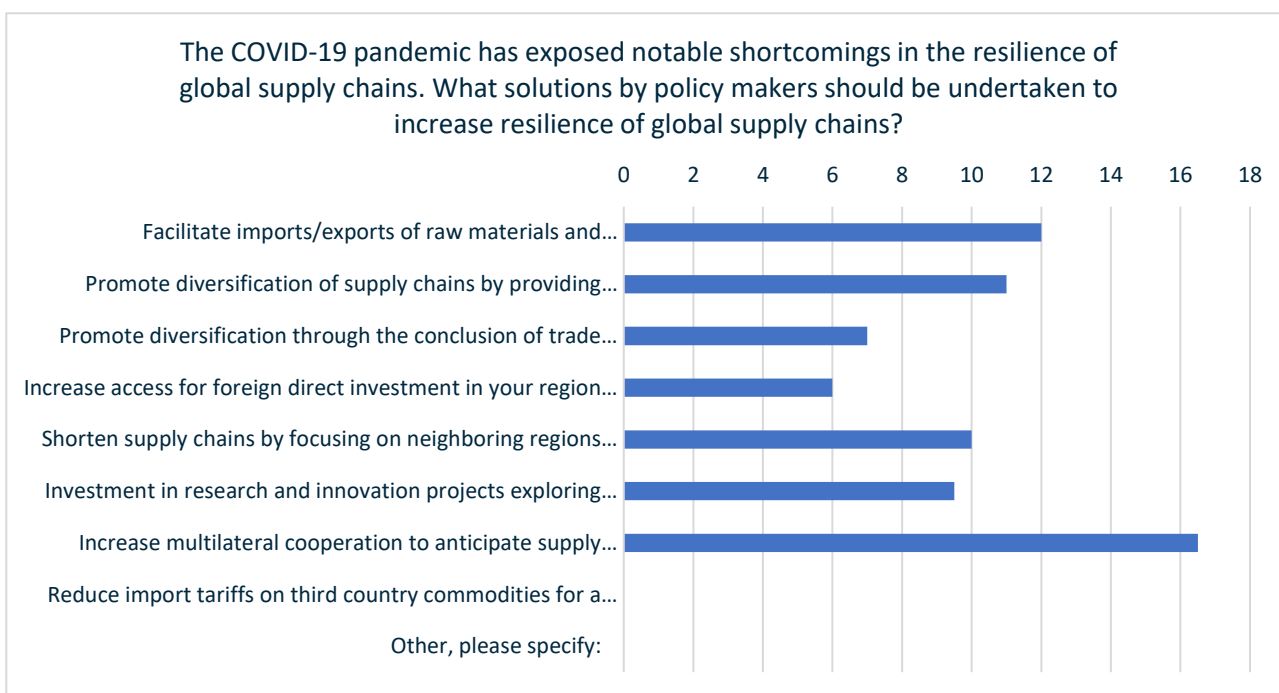 The COVID-19 pandemic has exposed notable shortcomings in the resilience of
global supply chains. What solutions by policy makers should be undertaken to
increase resilience of global supply chains?
0 2 4 6 8 10 12 14 16 18
Facilitate imports/exports of raw materials and...
Promote diversification of supply chains by providing...
Promote diversification through the conclusion of trade...
Increase access for foreign direct investment in your region...
Shorten supply chains by focusing on neighboring regions...
Investment in research and innovation projects exploring...
Increase multilateral cooperation to anticipate supply...
Reduce import tariffs on third country commodities for a...
Other, please specify: